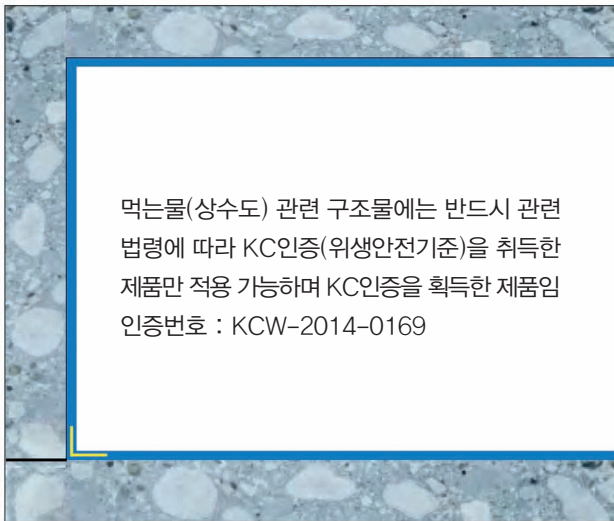 먹는물(상수도) 관련 구조물에는 반드시 관련
법령에 따라 KC인증(위생안전기준)을 취득한
제품만 적용 가능하며 KC인증을 획득한 제품임
인증번호 : KCW-2014-0169